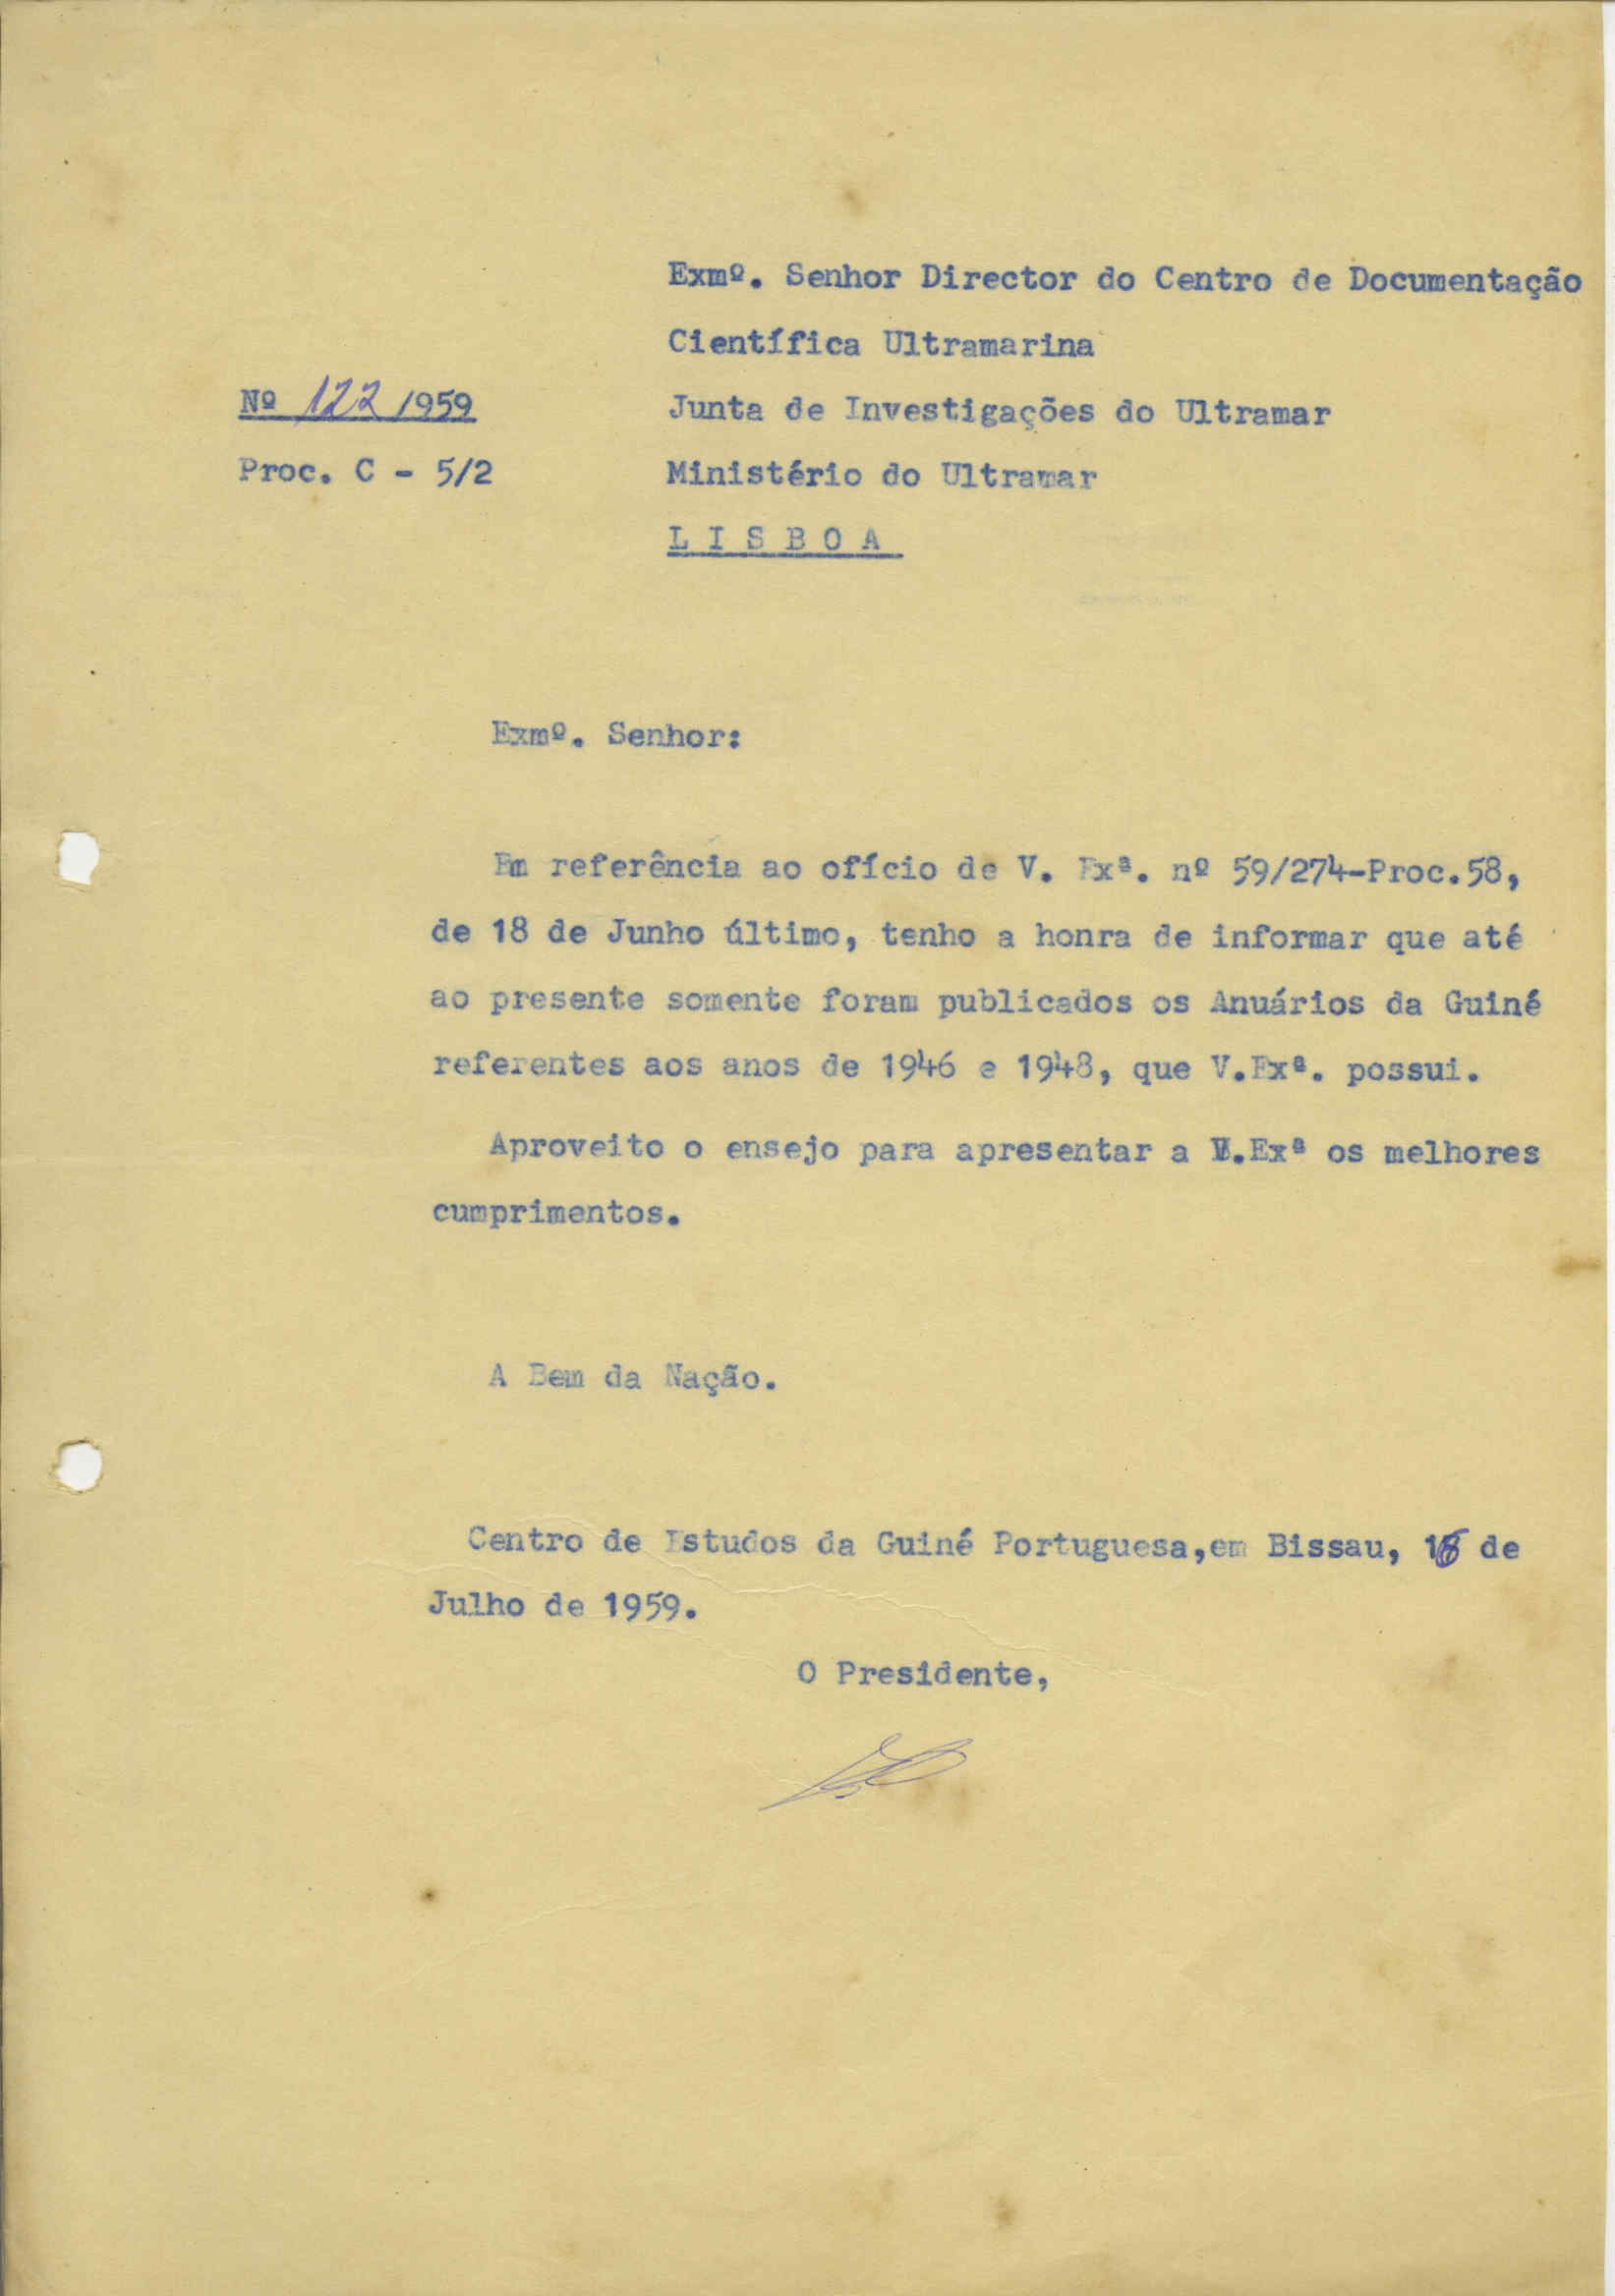 Exmº. Senhor Director do Centro de Documentação
Científica Ultramarina
Nº 122 /1959
Junta de Investigações do Ultramar
Proc. C - 5/2
Ministério do Ultramar
L I S B O A
Exmº. Senhor:
Em referência ao ofício de V. Exª. nº 59/274-Proc.58,
de 18 de Junho último, tenho a honra de informar que até
ao presente somente foram publicados os Anuários da Guiné
referentes aos anos de 1946 e 1948, que V.Exª. possui.
Aproveito o ensejo para apresentar a V.Exª os melhores
cumprimentos.
A Bem da Nação.
Centro de Estudos da Guiné Portuguesa,em Bissau, de
Julho de 1959.
O Presidente,